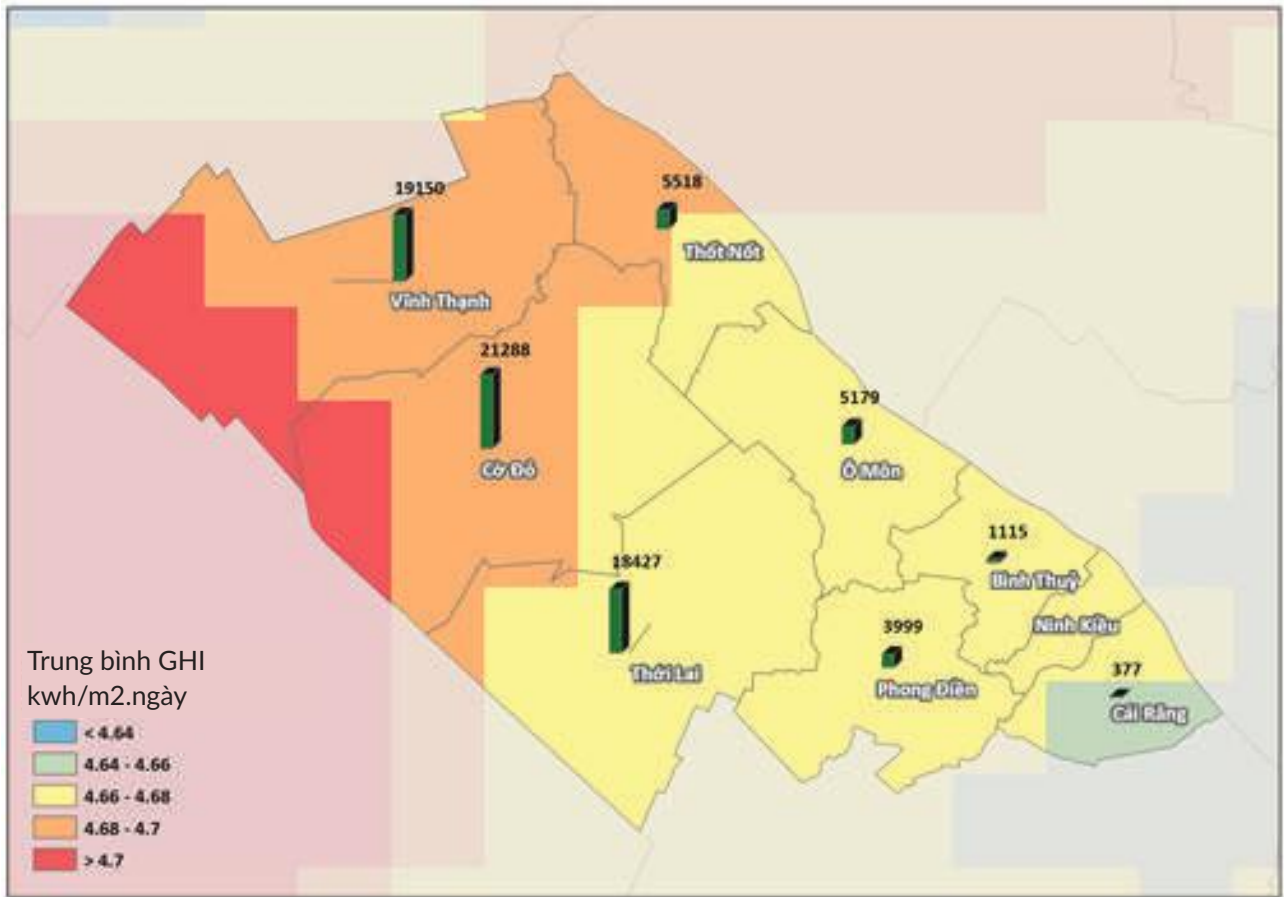 19150
5518
Thốt Nốt
Vĩnh Thạnh
21288
5179
Cờ Đỏ
Ô Môn
1115
18427
Bình Thuỷ
Ninh Kiều
3999
Trung bình GHI
Thới Lai
377
kwh/m2.ngày
Phong Điền
Cái Răng
< 4.64
4.64 - 4.66
4.66 - 4.68
4.68 - 4.7
> 4.7